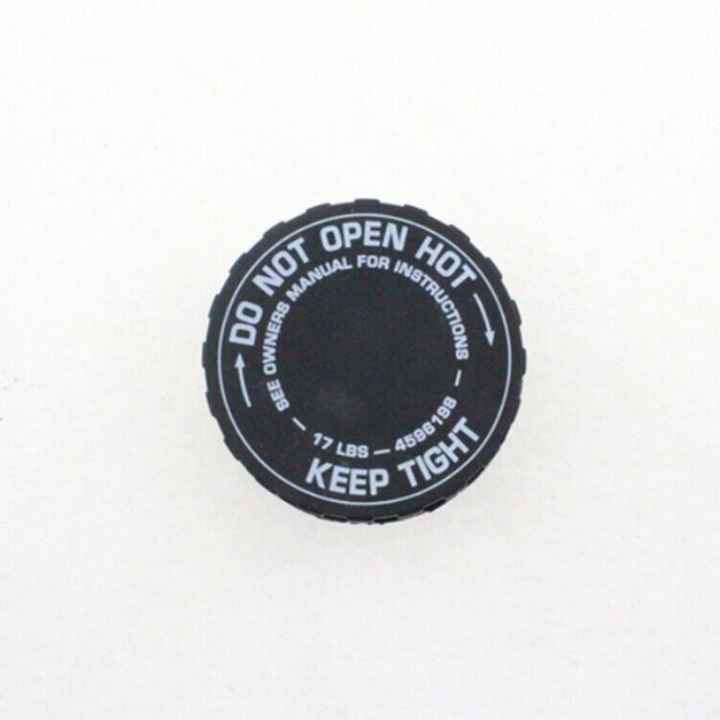 DO NOT OPEN HOT
SEE OWNERS MANUAL FOR INSTRUCTIONS
— 17 LBS — 4596198 —
KEEP TIGHT